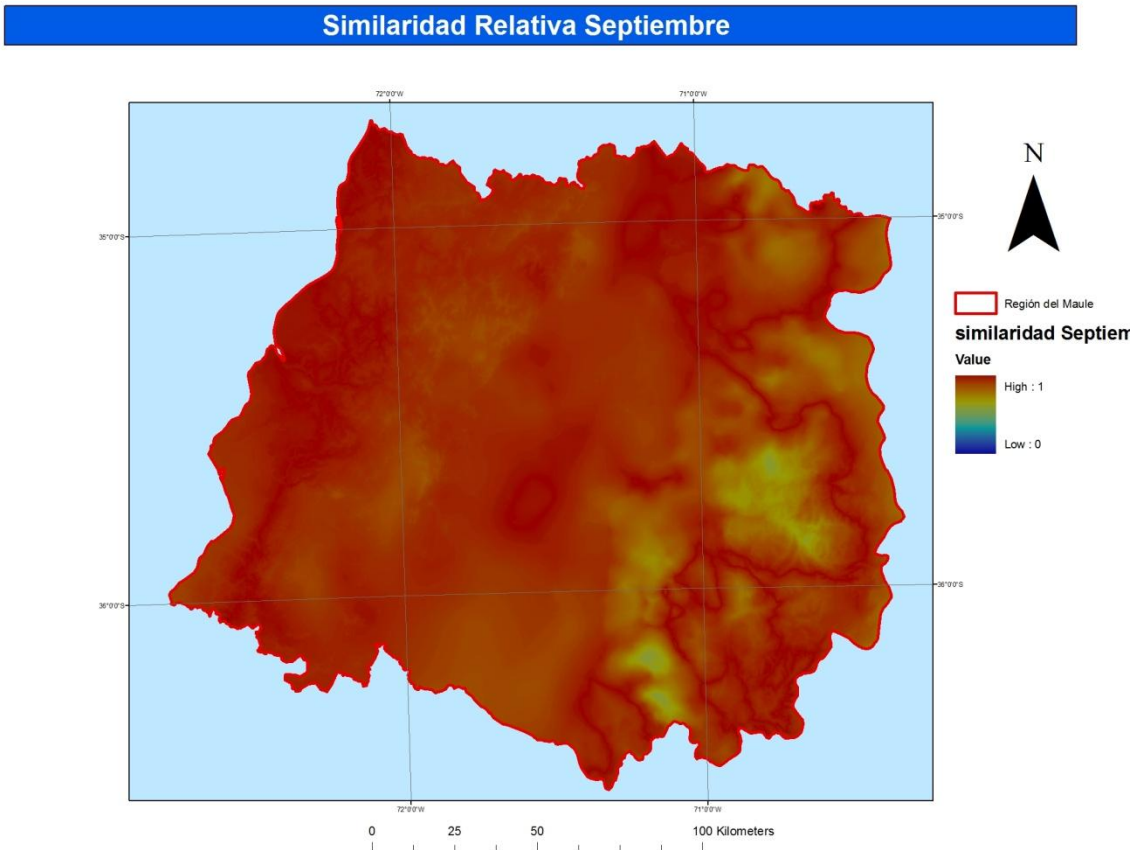 Similaridad Relativa Septiembre
72°0'0"W 71°0'0"W
N
35°0'0"S 35°0'0"S
Región del Maule
similaridad Septiem
Value
High : 1
Low : 0
36°0'0"S 36°0'0"S
72°0'0"W 71°0'0"W
0 25 50 100 Kilometers